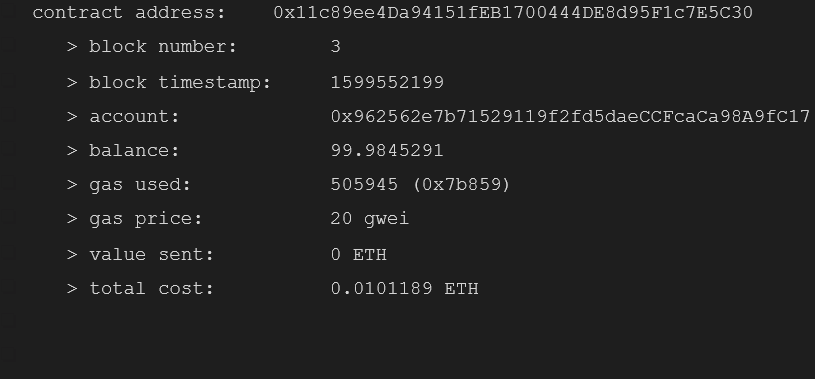 contract address: 0x11c89ee4Da94151fEB1700444DE8d95F1c7E5C30
> block number: 3
> block timestamp: 1599552199
> account: 0x962562e7b71529119f2fd5daeCCFcaCa98A9fC17
> balance: 99.9845291
> gas used: 505945 (0x7b859)
> gas price: 20 gwei
> value sent: 0 ETH
> total cost: 0.0101189 ETH